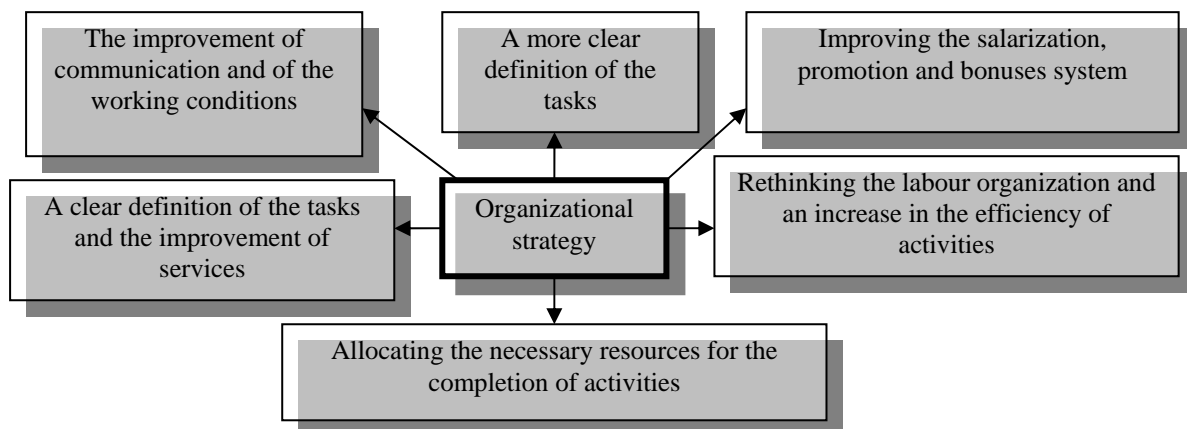 The improvement of
communication and of the
working conditions
A more clear
definition of the
tasks
Improving the salarization,
promotion and bonuses system
A clear definition of the tasks
and the improvement of
services
Organizational
strategy
Rethinking the labour organization and
an increase in the efficiency of
activities
Allocating the necessary resources for the
completion of activities